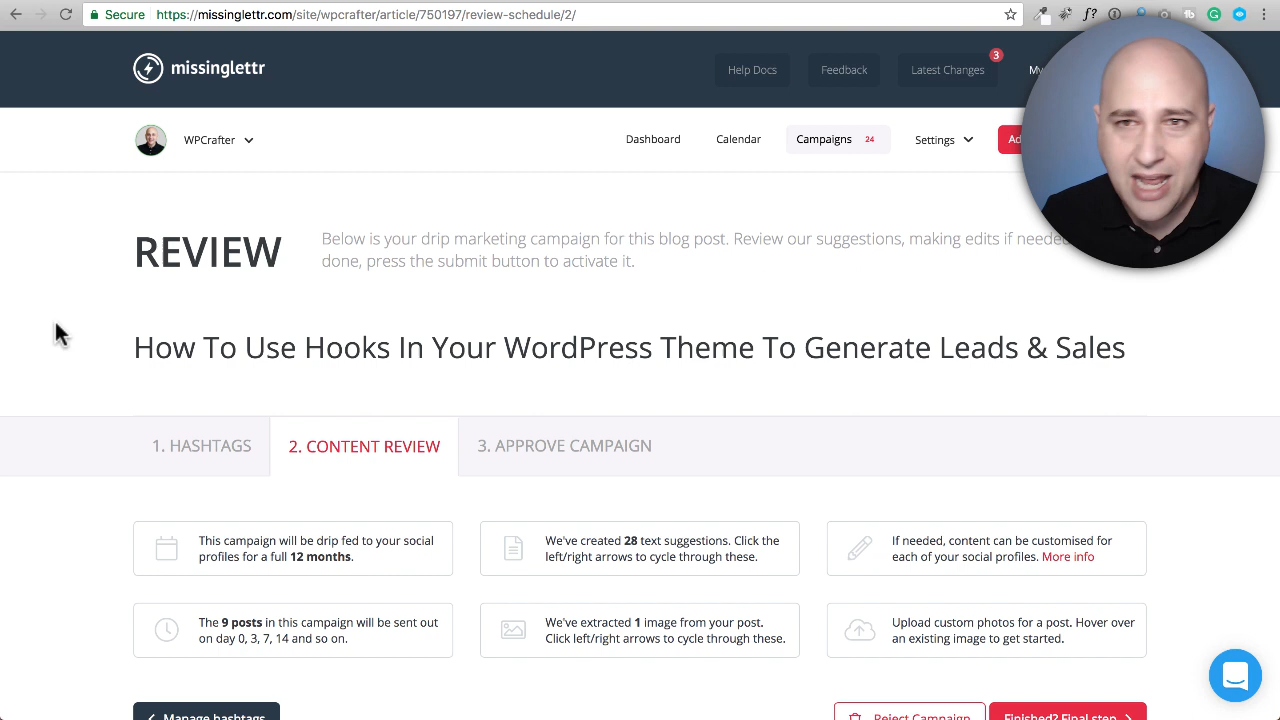 Secure
https://missinglettr.com/site/wpcrafter/article/750197/review-schedule/2/
missinglettr
Help Docs
Feedback
Latest Changes
3
My
WPCrafter
Dashboard
Calendar
Campaigns 24
Settings
Ad
REVIEW
Below is your drip marketing campaign for this blog post. Review our suggestions, making edits if needed
done, press the submit button to activate it.
How To Use Hooks In Your WordPress Theme To Generate Leads & Sales
1. HASHTAGS
2. CONTENT REVIEW
3. APPROVE CAMPAIGN
This campaign will be drip fed to your social
profiles for a full 12 months.
We've created 28 text suggestions. Click the
left/right arrows to cycle through these.
If needed, content can be customised for
each of your social profiles. More info
The 9 posts in this campaign will be sent out
on day 0, 3, 7, 14 and so on.
We've extracted 1 image from your post.
Click left/right arrows to cycle through these.
Upload custom photos for a post. Hover over
an existing image to get started.
Manage hashtags
Reject Campaign
Finished? Final step